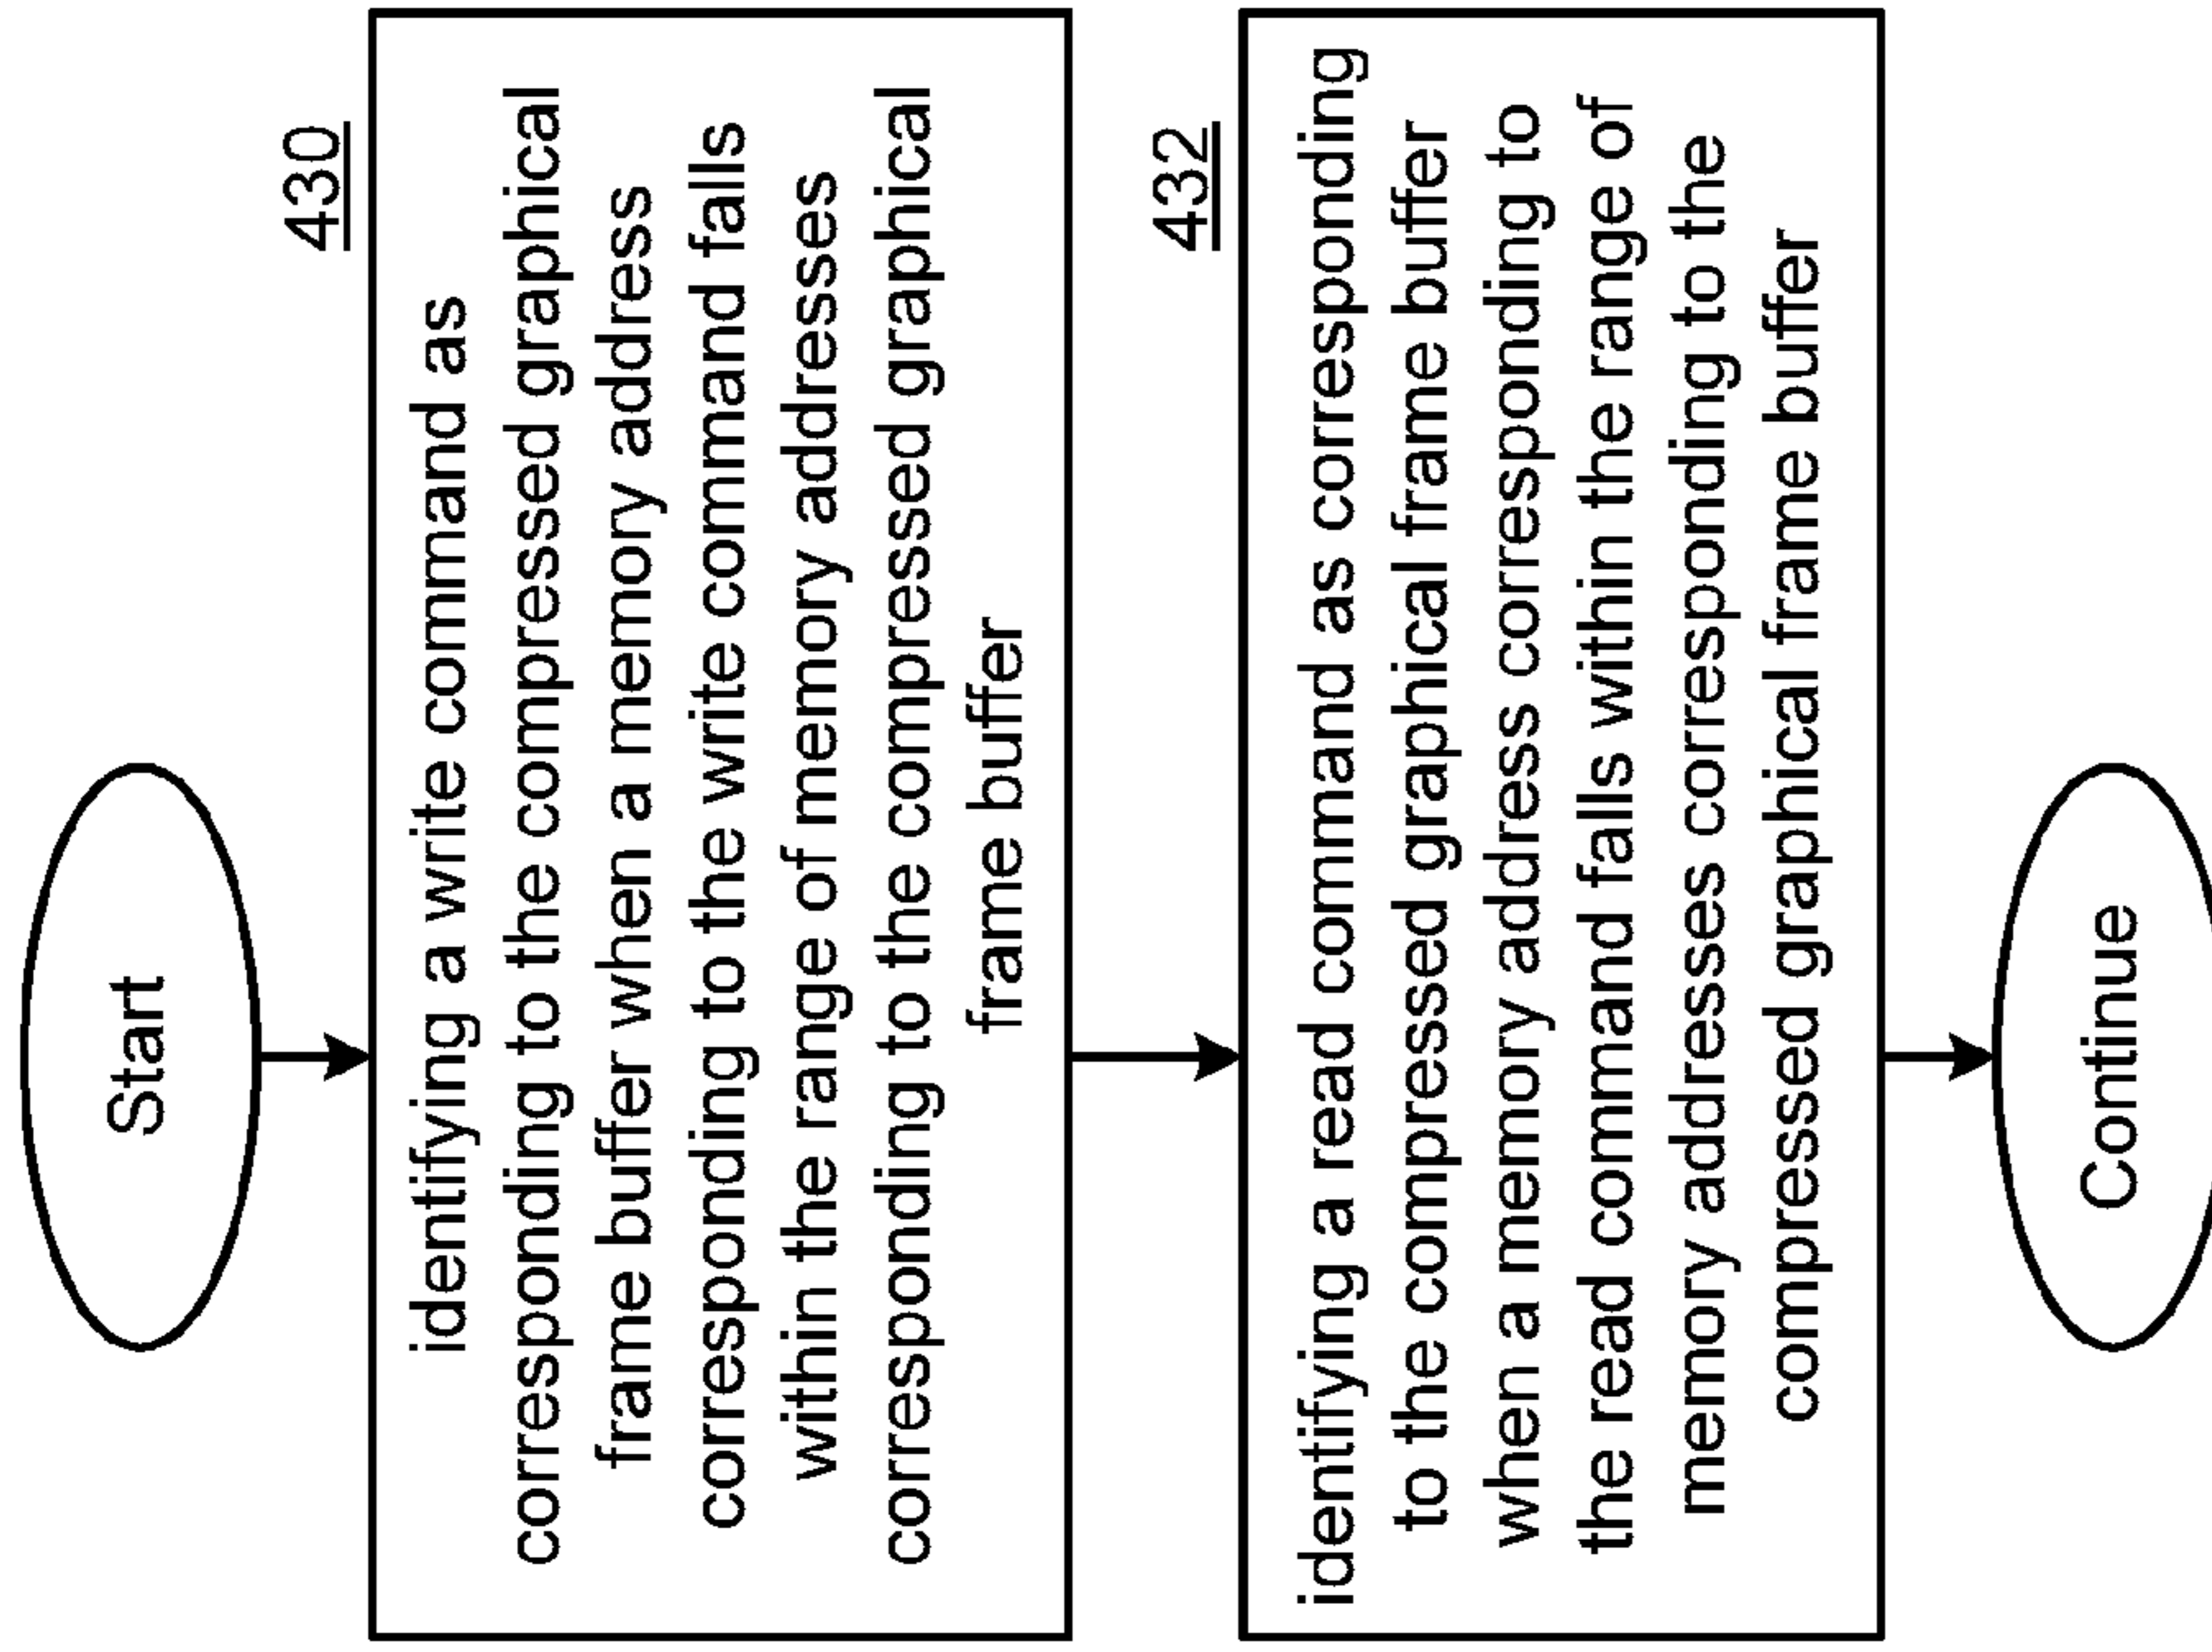 Start
430
identifying a write command as
corresponding to the compressed graphical
frame buffer when a memory address
corresponding to the write command falls
within the range of memory addresses
corresponding to the compressed graphical
frame buffer
432
identifying a read command as corresponding
to the compressed graphical frame buffer
when a memory address corresponding to
the read command falls within the range of
memory addresses corresponding to the
compressed graphical frame buffer
Continue